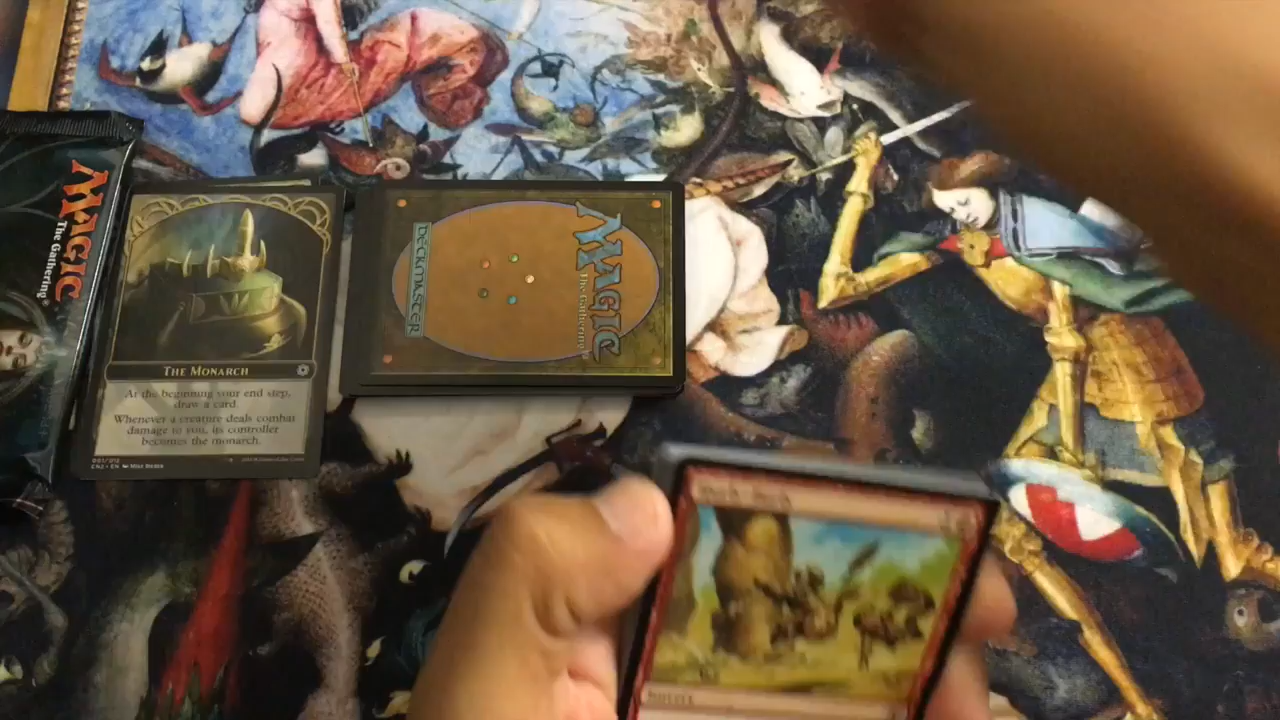 MAGIC
The Gathering®
THE MONARCH
At the beginning your end step,
draw a card.
Whenever a creature deals combat
damage to you, its controller
becomes the monarch.
MAGIC
The Gathering®
DECKMASTER